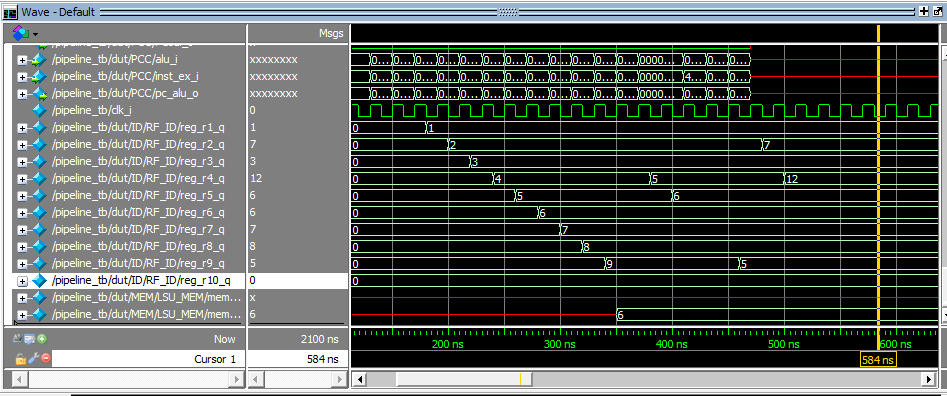 Wave - Default
Msgs
/pipeline_tb/dut/PCC/alu_i xxxxxxxx 0... 0... 0... 0... 0... 0... 0... 0... 0... 0... 0... 0... 0000... 0... 0... 0... 0...
/pipeline_tb/dut/PCC/inst_ex_i xxxxxxxx 0... 0... 0... 0... 0... 0... 0... 0... 0... 0... 0... 0... 0000... 0... 4... 0... 0...
/pipeline_tb/dut/PCC/pc_alu_o xxxxxxxx 0... 0... 0... 0... 0... 0... 0... 0... 0... 0... 0... 0... 0000... 0... 0... 0... 0...
/pipeline_tb/clk_i 0
/pipeline_tb/dut/ID/RF_ID/reg_r1_q 1 0 1
/pipeline_tb/dut/ID/RF_ID/reg_r2_q 7 0 2 7
/pipeline_tb/dut/ID/RF_ID/reg_r3_q 3 0 3
/pipeline_tb/dut/ID/RF_ID/reg_r4_q 12 0 4 5 12
/pipeline_tb/dut/ID/RF_ID/reg_r5_q 6 0 5 6
/pipeline_tb/dut/ID/RF_ID/reg_r6_q 6 0 6
/pipeline_tb/dut/ID/RF_ID/reg_r7_q 7 0 7
/pipeline_tb/dut/ID/RF_ID/reg_r8_q 8 0 8
/pipeline_tb/dut/ID/RF_ID/reg_r9_q 5 0 9 5
/pipeline_tb/dut/ID/RF_ID/reg_r10_q 0 0
/pipeline_tb/dut/MEM/LSU_MEM/mem... x
/pipeline_tb/dut/MEM/LSU_MEM/mem... 6 6
Now 2100 ns 200 ns 300 ns 400 ns 500 ns 600 ns
Cursor 1 584 ns 584 ns